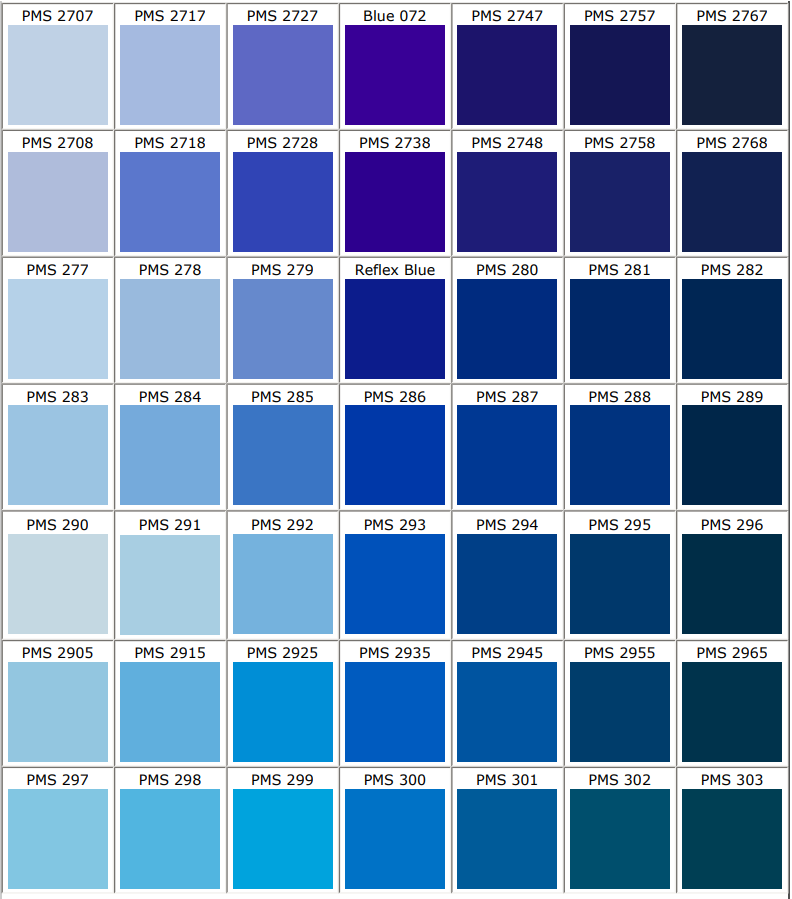 PMS 2707 PMS 2717 PMS 2727 Blue 072 PMS 2747 PMS 2757 PMS 2767
PMS 2708 PMS 2718 PMS 2728 PMS 2738 PMS 2748 PMS 2758 PMS 2768
PMS 277 PMS 278 PMS 279 Reflex Blue PMS 280 PMS 281 PMS 282
PMS 283 PMS 284 PMS 285 PMS 286 PMS 287 PMS 288 PMS 289
PMS 290 PMS 291 PMS 292 PMS 293 PMS 294 PMS 295 PMS 296
PMS 2905 PMS 2915 PMS 2925 PMS 2935 PMS 2945 PMS 2955 PMS 2965
PMS 297 PMS 298 PMS 299 PMS 300 PMS 301 PMS 302 PMS 303